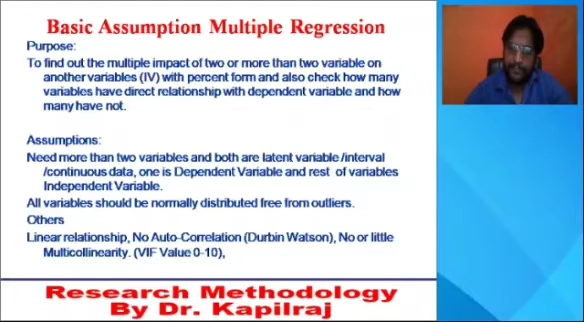 Basic Assumption Multiple Regression
Purpose:
To find out the multiple impact of two or more than two variable on
another variables (IV) with percent form and also check how many
variables have direct relationship with dependent variable and how
many have not.
Assumptions:
Need more than two variables and both are latent variable /interval
/continuous data, one is Dependent Variable and rest of variables
Independent Variable.
All variables should be normally distributed free from outliers.
Others
Linear relationship, No Auto-Correlation (Durbin Watson), No or little
Multicollinearity. (VIF Value 0-10),
Research Methodology
By Dr. Kapilraj